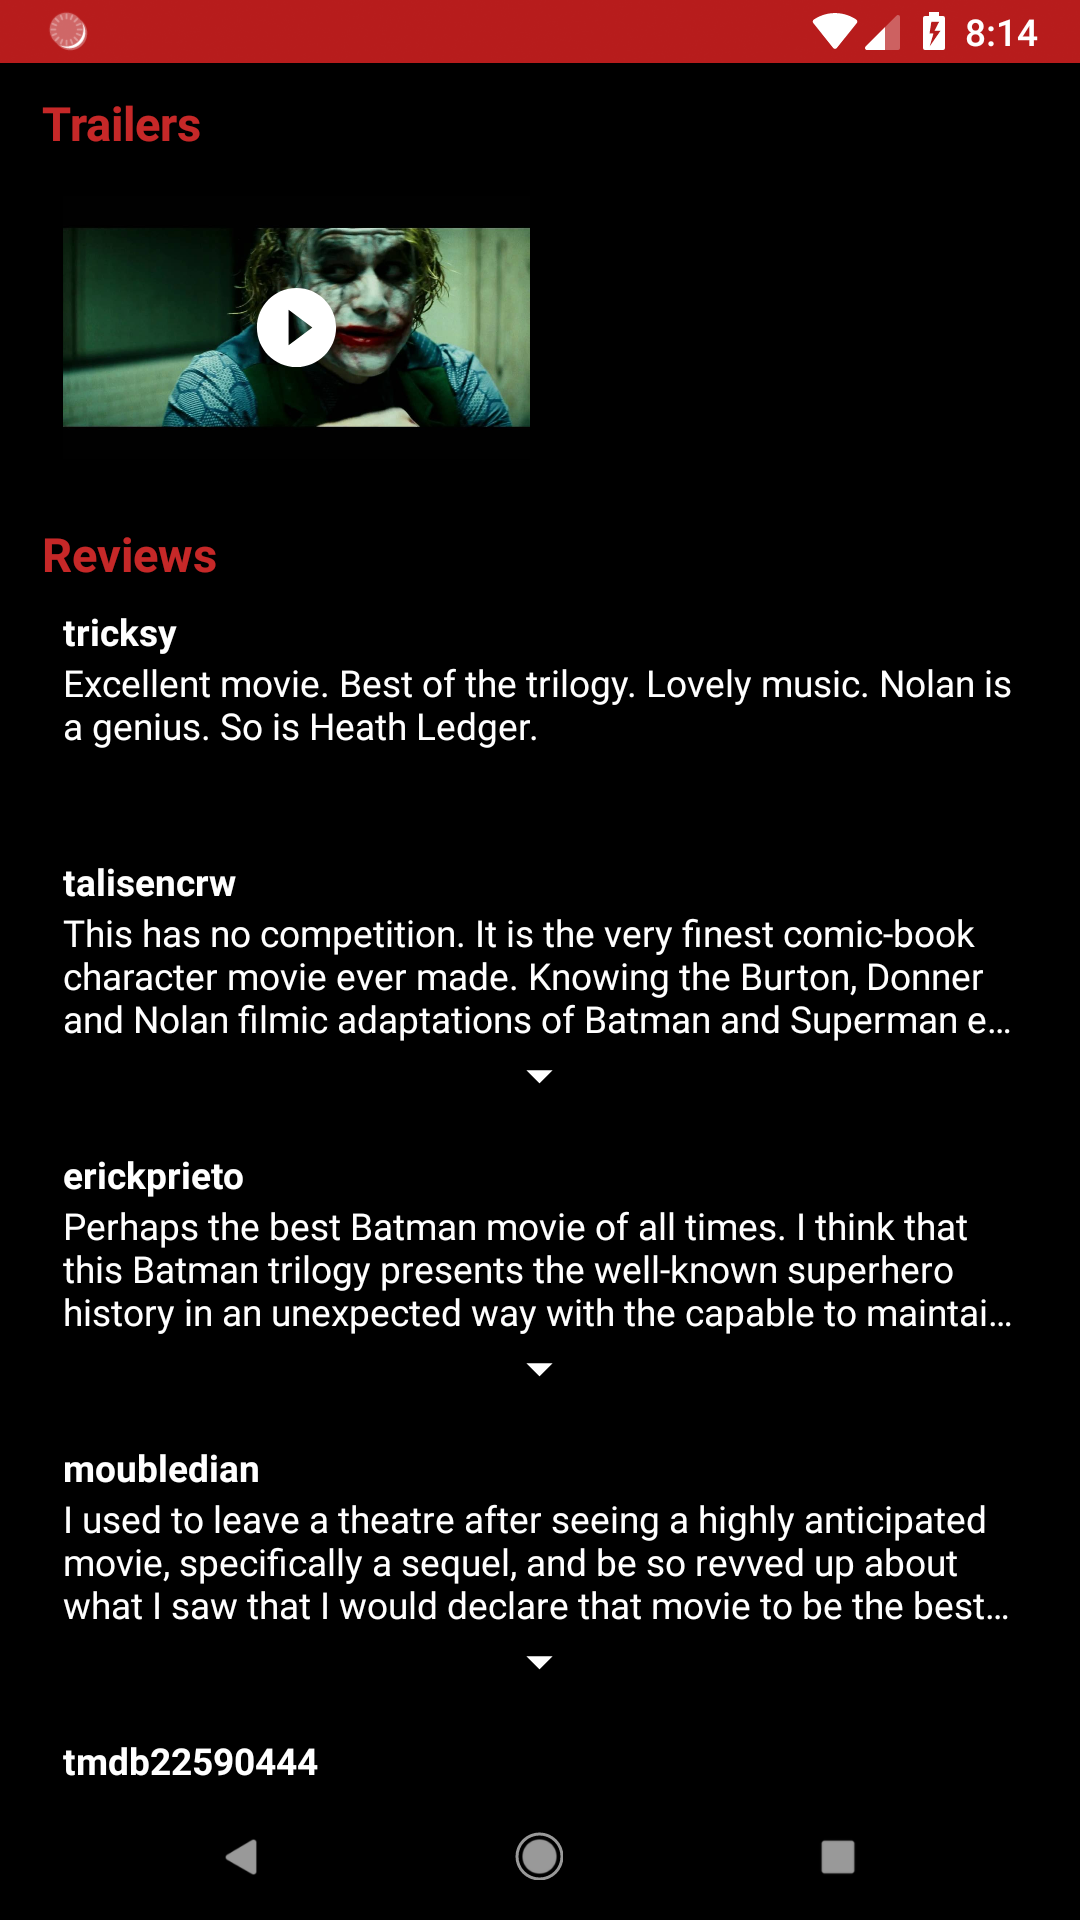 8:14
Trailers
Reviews
tricksy
Excellent movie. Best of the trilogy. Lovely music. Nolan is
a genius. So is Heath Ledger.
talisencrw
This has no competition. It is the very finest comic-book
character movie ever made. Knowing the Burton, Donner
and Nolan filmic adaptations of Batman and Superman e…
erickprieto
Perhaps the best Batman movie of all times. I think that
this Batman trilogy presents the well-known superhero
history in an unexpected way with the capable to maintai…
moubledian
I used to leave a theatre after seeing a highly anticipated
movie, specifically a sequel, and be so revved up about
what I saw that I would declare that movie to be the best…
tmdb22590444